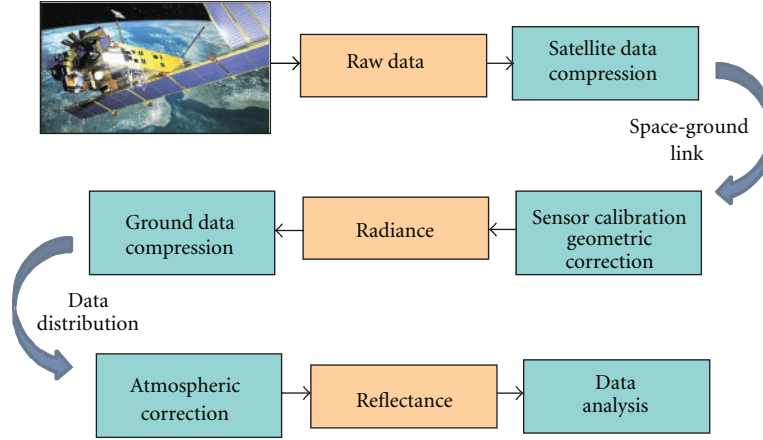 Raw data
Satellite data
compression
Space-ground
link
Sensor calibration
geometric
correction
Radiance
Ground data
compression
Data
distribution
Atmospheric
correction
Reflectance
Data
analysis